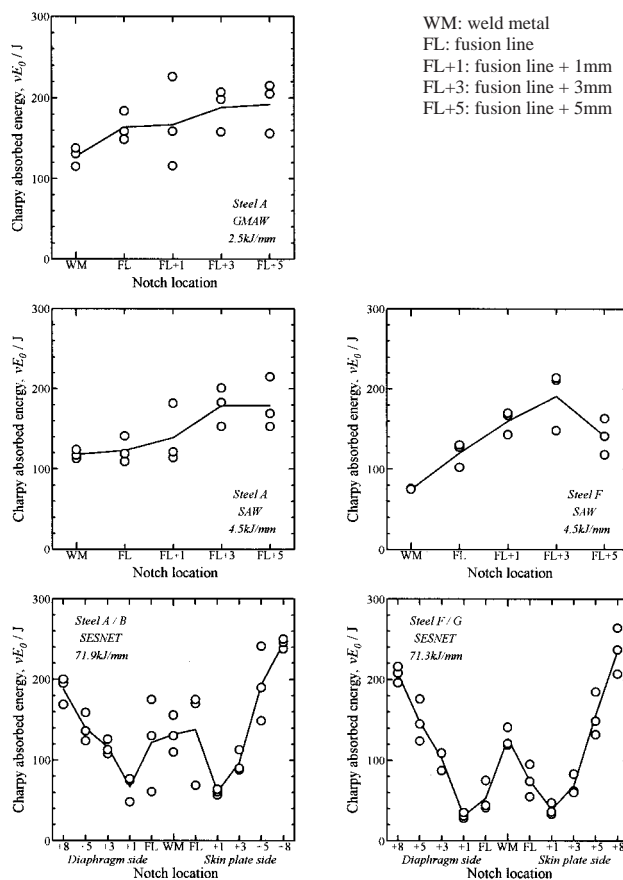 WM: weld metal
FL: fusion line
FL+1: fusion line + 1mm
FL+3: fusion line + 3mm
FL+5: fusion line + 5mm
300
200
100
0
Charpy absorbed energy, vE0 / J
Steel A
GMAW
2.5kJ/mm
WM FL FL+1 FL+3 FL+5
Notch location
300
200
100
0
Charpy absorbed energy, vE0 / J
Steel A
SAW
4.5kJ/mm
WM FL FL+1 FL+3 FL+5
Notch location
300
200
100
0
Charpy absorbed energy, vE0 / J
Steel F
SAW
4.5kJ/mm
WM FL FL+1 FL+3 FL+5
Notch location
300
200
100
0
Charpy absorbed energy, vE0 / J
Steel A / B
SESNET
71.9kJ/mm
+8 +5 +3 +1 FL WM FL +1 +3 +5 +8
Diaphragm side Skin plate side
Notch location
300
200
100
0
Charpy absorbed energy, vE0 / J
Steel F / G
SESNET
71.3kJ/mm
+8 +5 +3 +1 FL WM FL +1 +3 +5 +8
Diaphragm side Skin plate side
Notch location